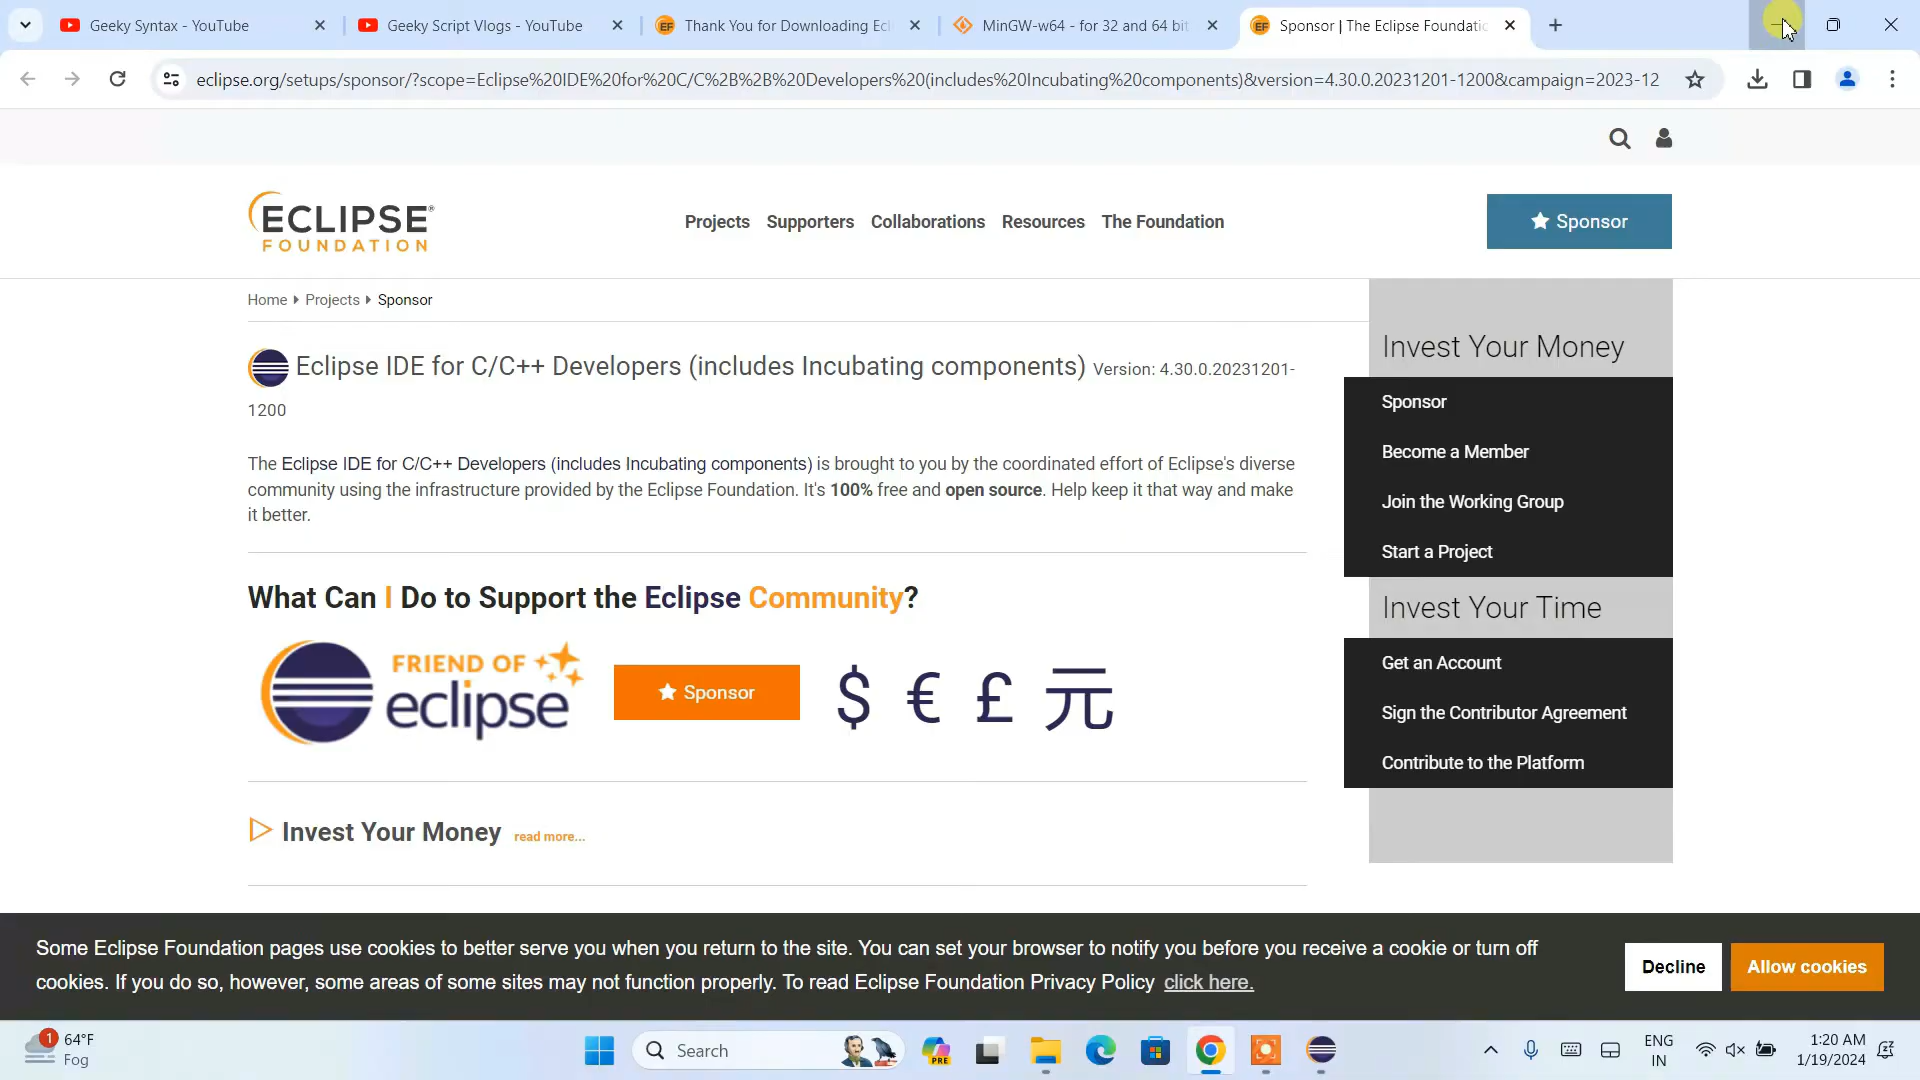 Geeky Syntax - YouTube
Geeky Script Vlogs - YouTube
Thank You for Downloading Ecl
MinGW-w64 - for 32 and 64 bit
Sponsor | The Eclipse Foundatic
eclipse.org/setups/sponsor/?scope=Eclipse%20IDE%20for%20C/C%2B%2B%20Developers%20(includes%20Incubating%20components)&version=4.30.0.20231201-1200&campaign=2023-12
ECLIPSE®
FOUNDATION
Projects Supporters Collaborations Resources The Foundation
Sponsor
Home Projects Sponsor
Eclipse IDE for C/C++ Developers (includes Incubating components) Version: 4.30.0.20231201-
1200
The Eclipse IDE for C/C++ Developers (includes Incubating components) is brought to you by the coordinated effort of Eclipse's diverse
community using the infrastructure provided by the Eclipse Foundation. It's 100% free and open source. Help keep it that way and make
it better.
What Can I Do to Support the Eclipse Community?
FRIEND OF
eclipse
Sponsor
$ € £ 元
Invest Your Money read more...
Invest Your Money
Sponsor
Become a Member
Join the Working Group
Start a Project
Invest Your Time
Get an Account
Sign the Contributor Agreement
Contribute to the Platform
Some Eclipse Foundation pages use cookies to better serve you when you return to the site. You can set your browser to notify you before you receive a cookie or turn off
cookies. If you do so, however, some areas of some sites may not function properly. To read Eclipse Foundation Privacy Policy click here.
Decline
Allow cookies
1
64°F
Fog
Search
PRE
ENG
IN
1:20 AM
1/19/2024